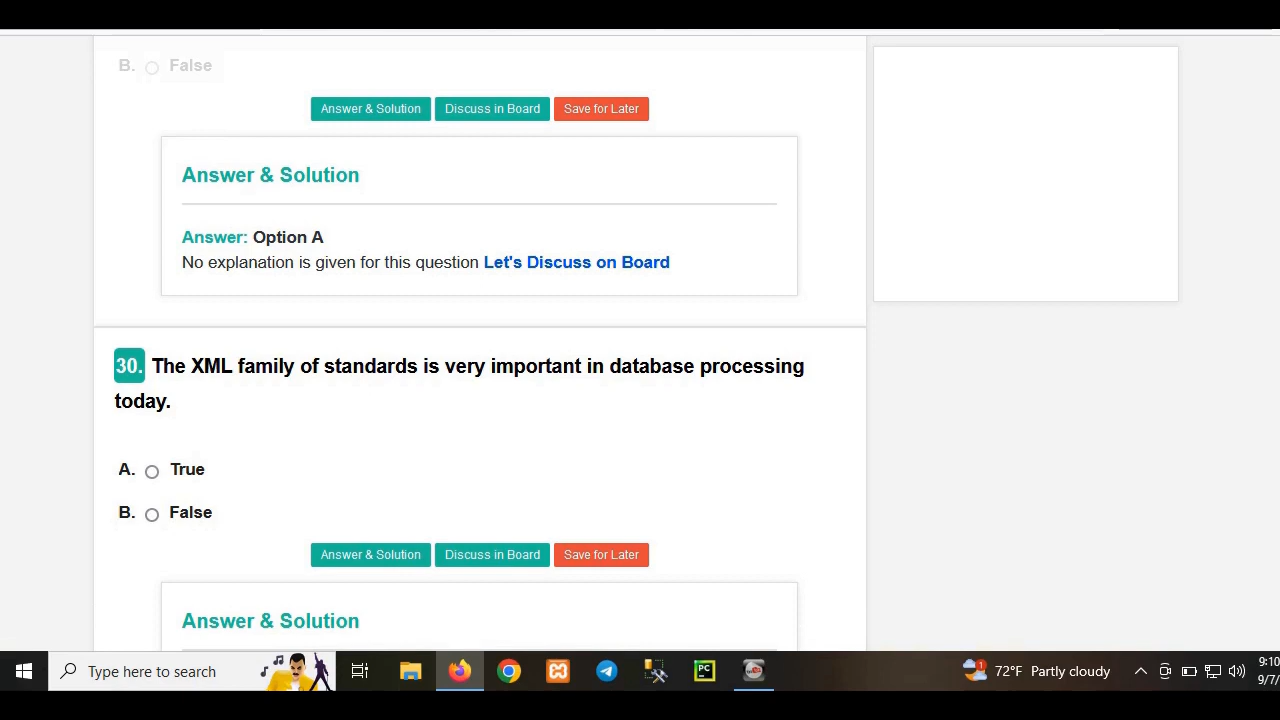 B. False
Answer & Solution Discuss in Board Save for Later
Answer & Solution
Answer: Option A
No explanation is given for this question Let's Discuss on Board
30. The XML family of standards is very important in database processing
today.
A. True
B. False
Answer & Solution Discuss in Board Save for Later
Answer & Solution
Type here to search
PC
1
72°F Partly cloudy
9:10
9/7/